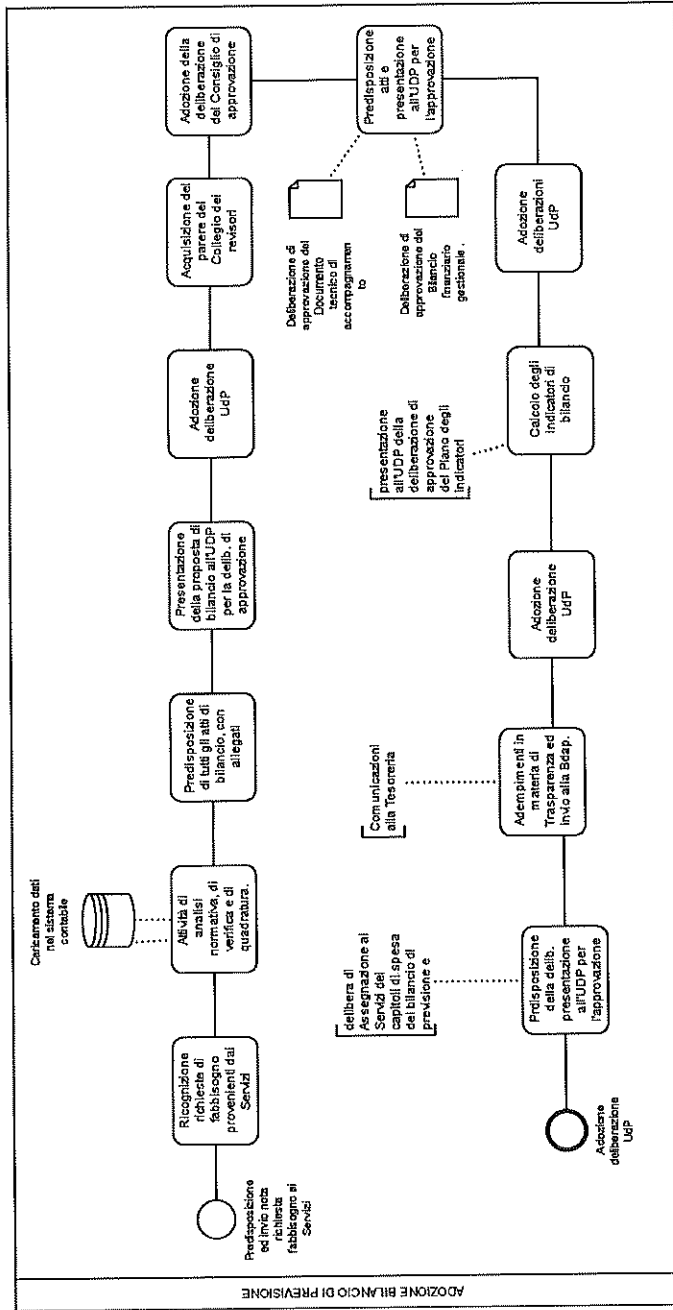 ADOZIONE BILANCIO DI PREVISIONE
Predisposizione
ed invio nota
richiesta
fabbisogno ai
Servizi
Ricognizione
richieste di
fabbisogno
provenienti dai
Servizi
Caricamento dati
nel sistema
contabile
Attività di
analisi
normativa, di
verifica e di
quadratura.
Predisposizione
di tutti gli atti di
bilancio, con
allegati
Presentazione
della proposta di
bilancio all'UDP
per la delib. di
approvazione
Adozione
deliberazione
UdP
Acquisizione del
parere del
Collegio dei
revisori
Adozione della
deliberazione
del Consiglio di
approvazione
Predisposizione
atti e
presentazione
all'UDP per
l'approvazione
Deliberazione di
approvazione del
Documento
tecnico di
accompagnamen
to
Deliberazione di
approvazione del
Bilancio
finanziario
gestionale .
Adozione
deliberazioni
UdP
Calcolo degli
indicatori di
bilancio
presentazione
all'UDP della
deliberazione di
approvazione
del Piano degli
indicatori
Adozione
deliberazione
UdP
Adempimenti in
materia di
Trasparenza ed
invio alla Bdap.
Comunicazioni
alla Tesoreria
Prdisposizione
della delib.
presentazione
all'UDP per
l'approvazione
delibera di
Assegnazione ai
Servizi dei
capitoli di spesa
del bilancio di
previsione e
Adozione
deliberazione
UdP